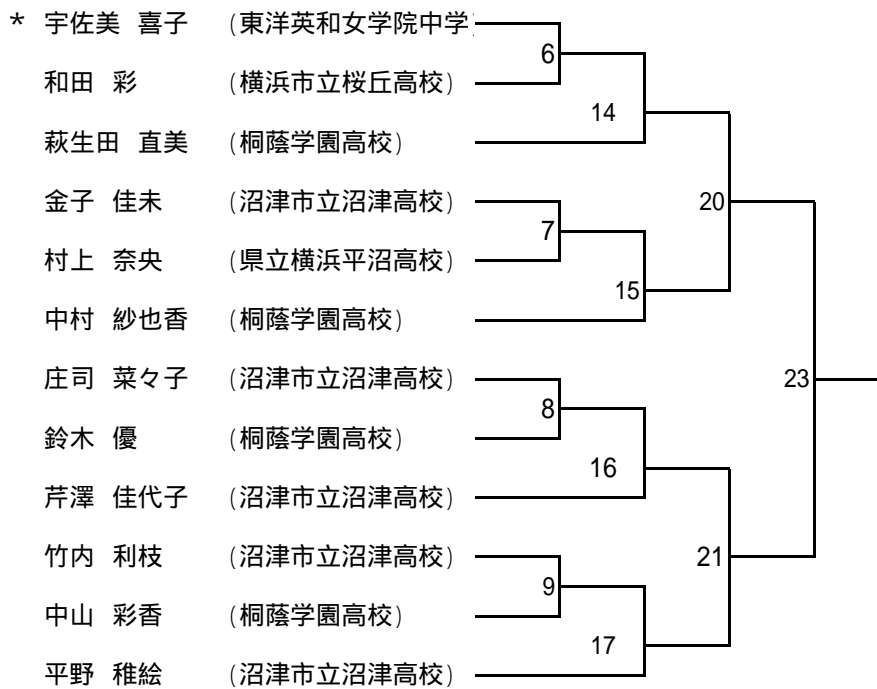 * 宇佐美 喜子 (東洋英和女学院中学)
6
和田 彩 (横浜市立桜丘高校)
14
萩生田 直美 (桐蔭学園高校)
金子 佳未 (沼津市立沼津高校)
20
7
村上 奈央 (県立横浜平沼高校)
15
中村 紗也香 (桐蔭学園高校)
庄司 菜々子 (沼津市立沼津高校)
23
8
鈴木 優 (桐蔭学園高校)
16
芹澤 佳代子 (沼津市立沼津高校)
竹内 利枝 (沼津市立沼津高校)
21
9
中山 彩香 (桐蔭学園高校)
17
平野 稚絵 (沼津市立沼津高校)